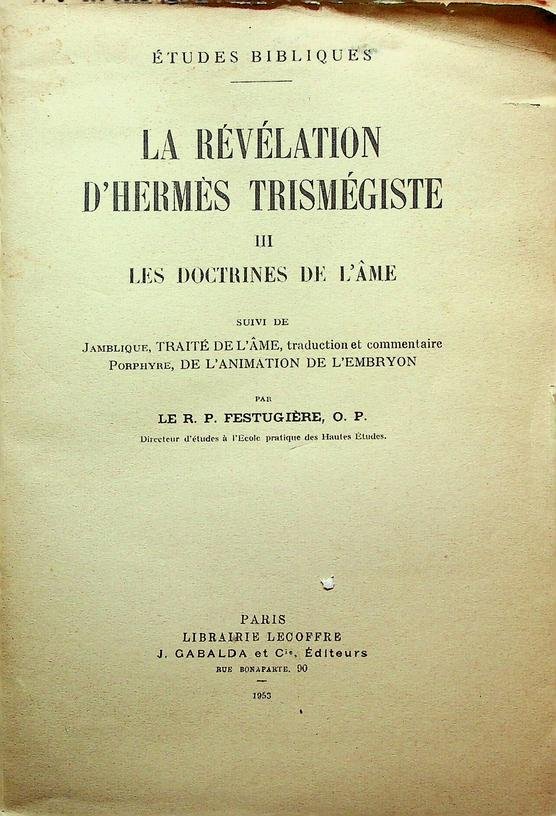 ÉTUDES BIBLIQUES
LA RÉVÉLATION
D'HERMÈS TRISMÉGISTE
III
LES DOCTRINES DE L'ÂME
SUIVI DE
JAMBLIQUE, TRAITÉ DE L'ÂME, traduction et commentaire
PORPHYRE, DE L'ANIMATION DE L'EMBRYON
PAR
LE R. P. FESTUGIÈRE, O. P.
Directeur d'études à l'École pratique des Hautes Études.
PARIS
LIBRAIRIE LECOFFRE
J. GABALDA et Cie, Éditeurs
RUE BONAPARTE, 90
1953